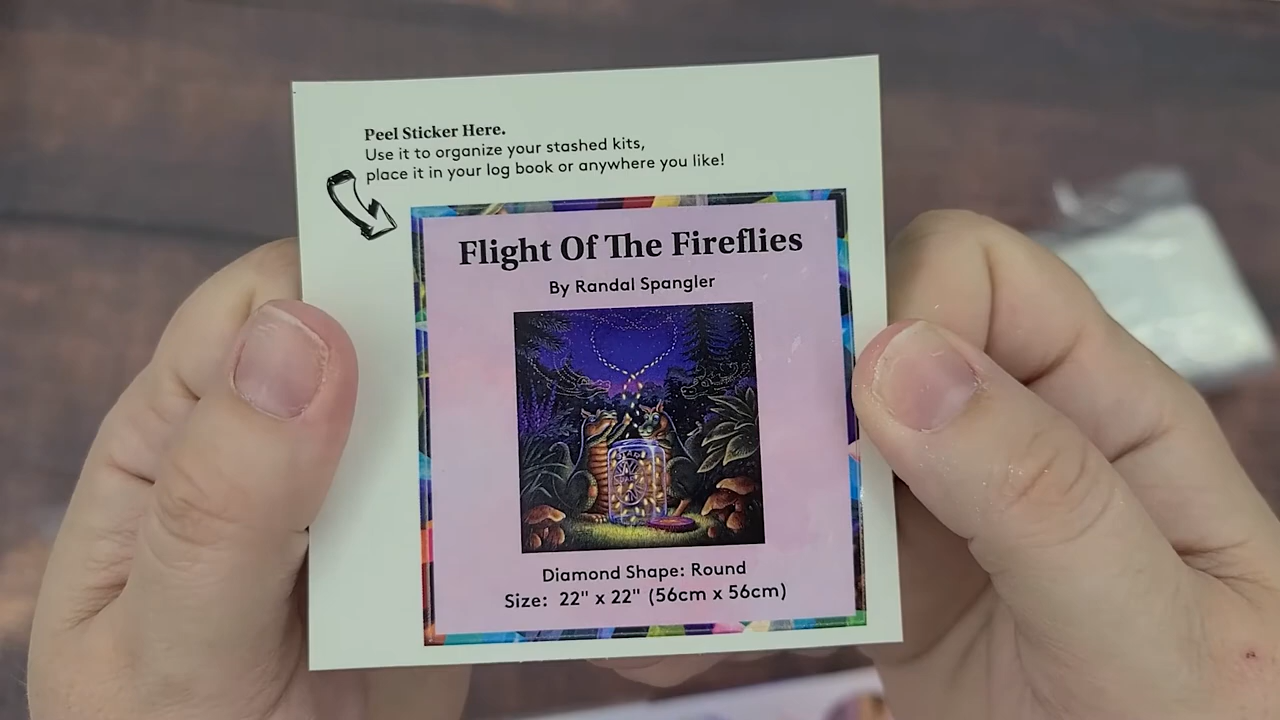 Peel Sticker Here.
Use it to organize your stashed kits,
place it in your log book or anywhere you like!
Flight Of The Fireflies
By Randal Spangler
Diamond Shape: Round
Size: 22" x 22" (56cm x 56cm)